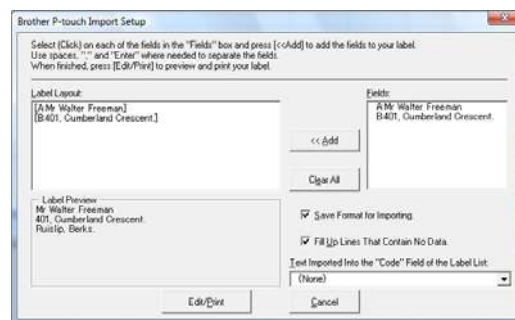 Brother P-touch Import Setup
Select (Click) on each of the fields in the "Fields" box and press [<<Add] to add the fields to your label.
Use spaces, "," and "Enter" where needed to separate the fields.
When finished, press [Edit/Print] to preview and print your label.
Label Layout:
[A:Mr Walter Freeman]
[B:401, Cumberland Crescent.]
Fields:
A:Mr Walter Freeman
B:401, Cumberland Crescent.
<< Add
Clear All
Label Preview
Mr Walter Freeman
401, Cumberland Crescent.
Ruislip, Berks.
Save Format for Importing.
Fill Up Lines That Contain No Data.
Text Imported Into the "Code" Field of the Label List:
(None)
Edit/Print
Cancel